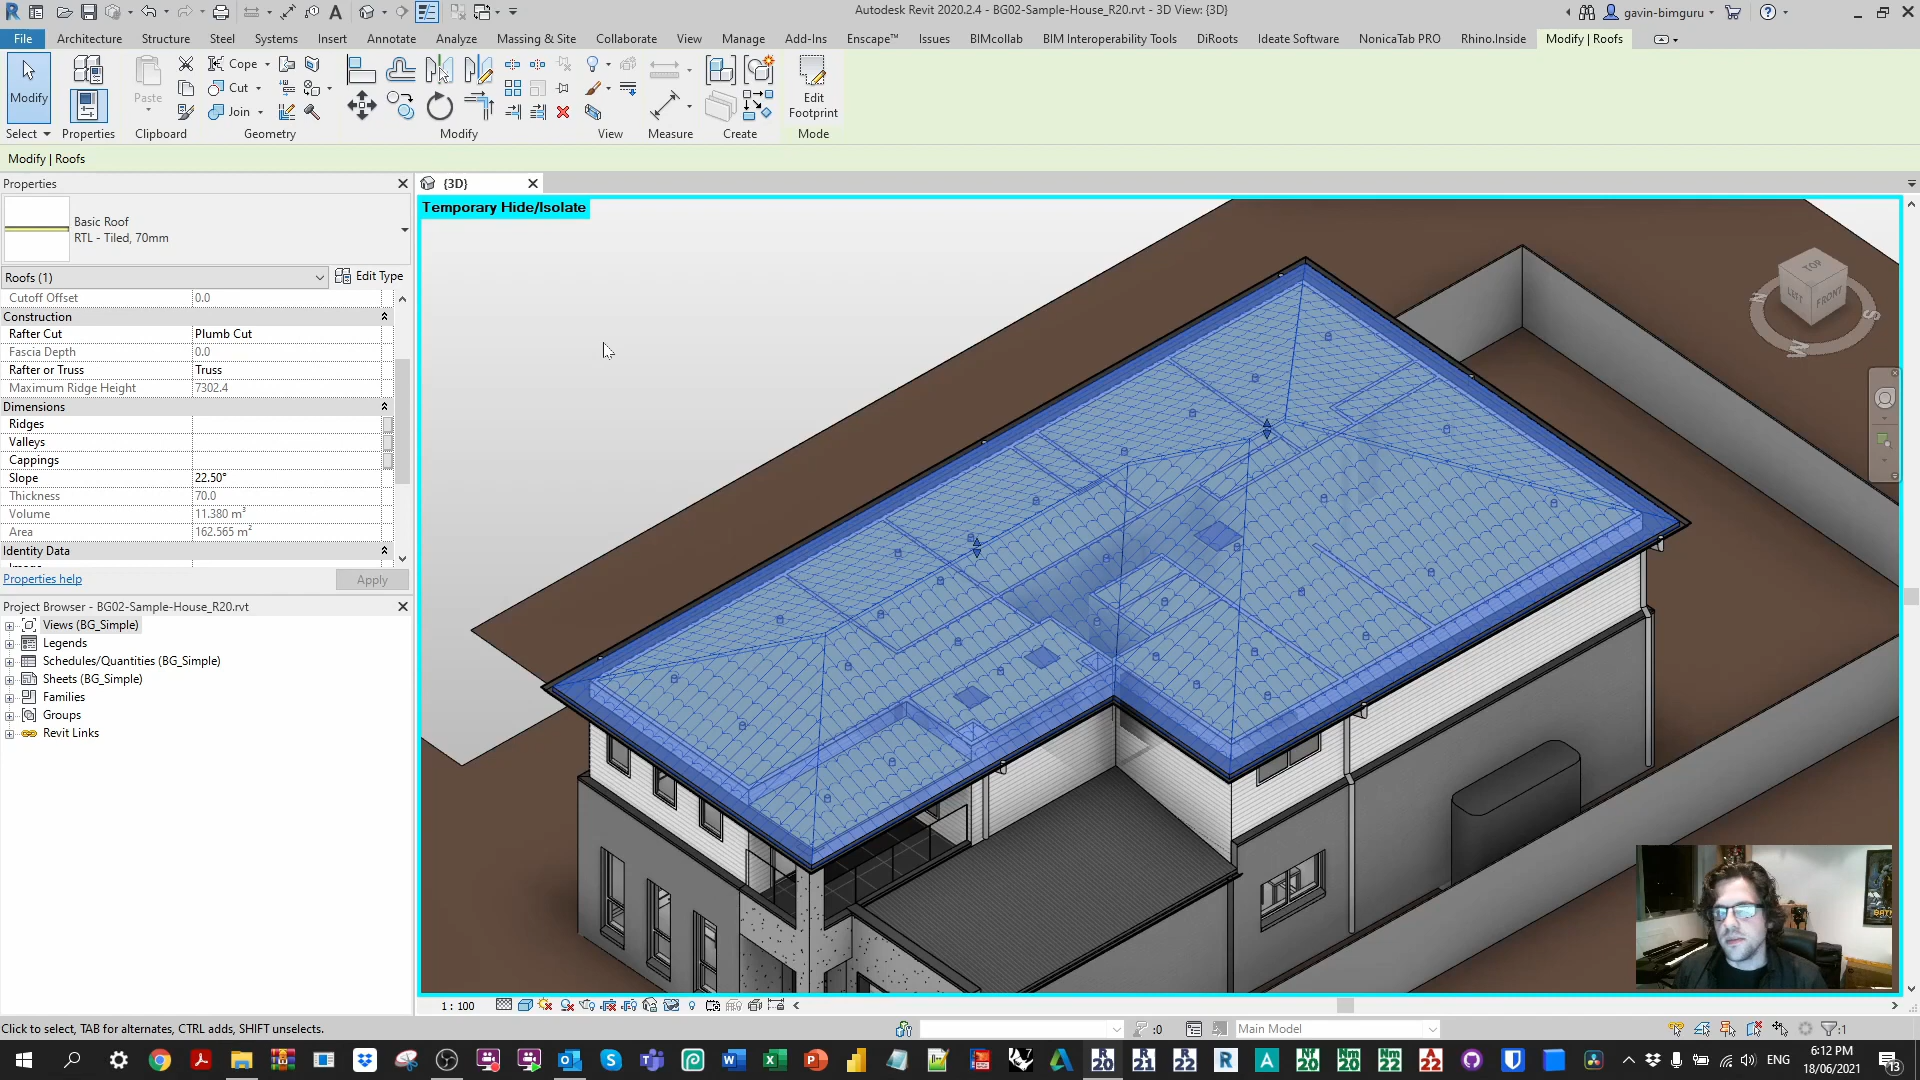 Autodesk Revit 2020.2.4 - BG02-Sample-House_R20.rvt - 3D View: {3D}
gavin-bimguru
File
Architecture
Structure
Steel
Systems
Insert
Annotate
Analyze
Massing & Site
Collaborate
View
Manage
Add-Ins
Enscape™
Issues
BIMcollab
BIM Interoperability Tools
DiRoots
Ideate Software
NonicaTab PRO
Rhino.Inside
Modify | Roofs
Modify
Paste
Cope
Cut
Join
Edit
Footprint
Select
Properties
Clipboard
Geometry
Modify
View
Measure
Create
Mode
Modify | Roofs
Properties
{3D}
Temporary Hide/Isolate
Basic Roof
RTL - Tiled, 70mm
Roofs (1)
Edit Type
Cutoff Offset 0.0
Construction
Rafter Cut Plumb Cut
Fascia Depth 0.0
Rafter or Truss Truss
Maximum Ridge Height 7302.4
Dimensions
Ridges
Valleys
Cappings
Slope 22.50°
Thickness 70.0
Volume 11.380 m³
Area 162.565 m²
Identity Data
Properties help
Apply
Project Browser - BG02-Sample-House_R20.rvt
Views (BG_Simple)
Legends
Schedules/Quantities (BG_Simple)
Sheets (BG_Simple)
Families
Groups
Revit Links
TOP
LEFT
FRONT
S
W
1 : 100
Click to select, TAB for alternates, CTRL adds, SHIFT unselects.
:0
Main Model
:1
ENG
6:12 PM
18/06/2021
13